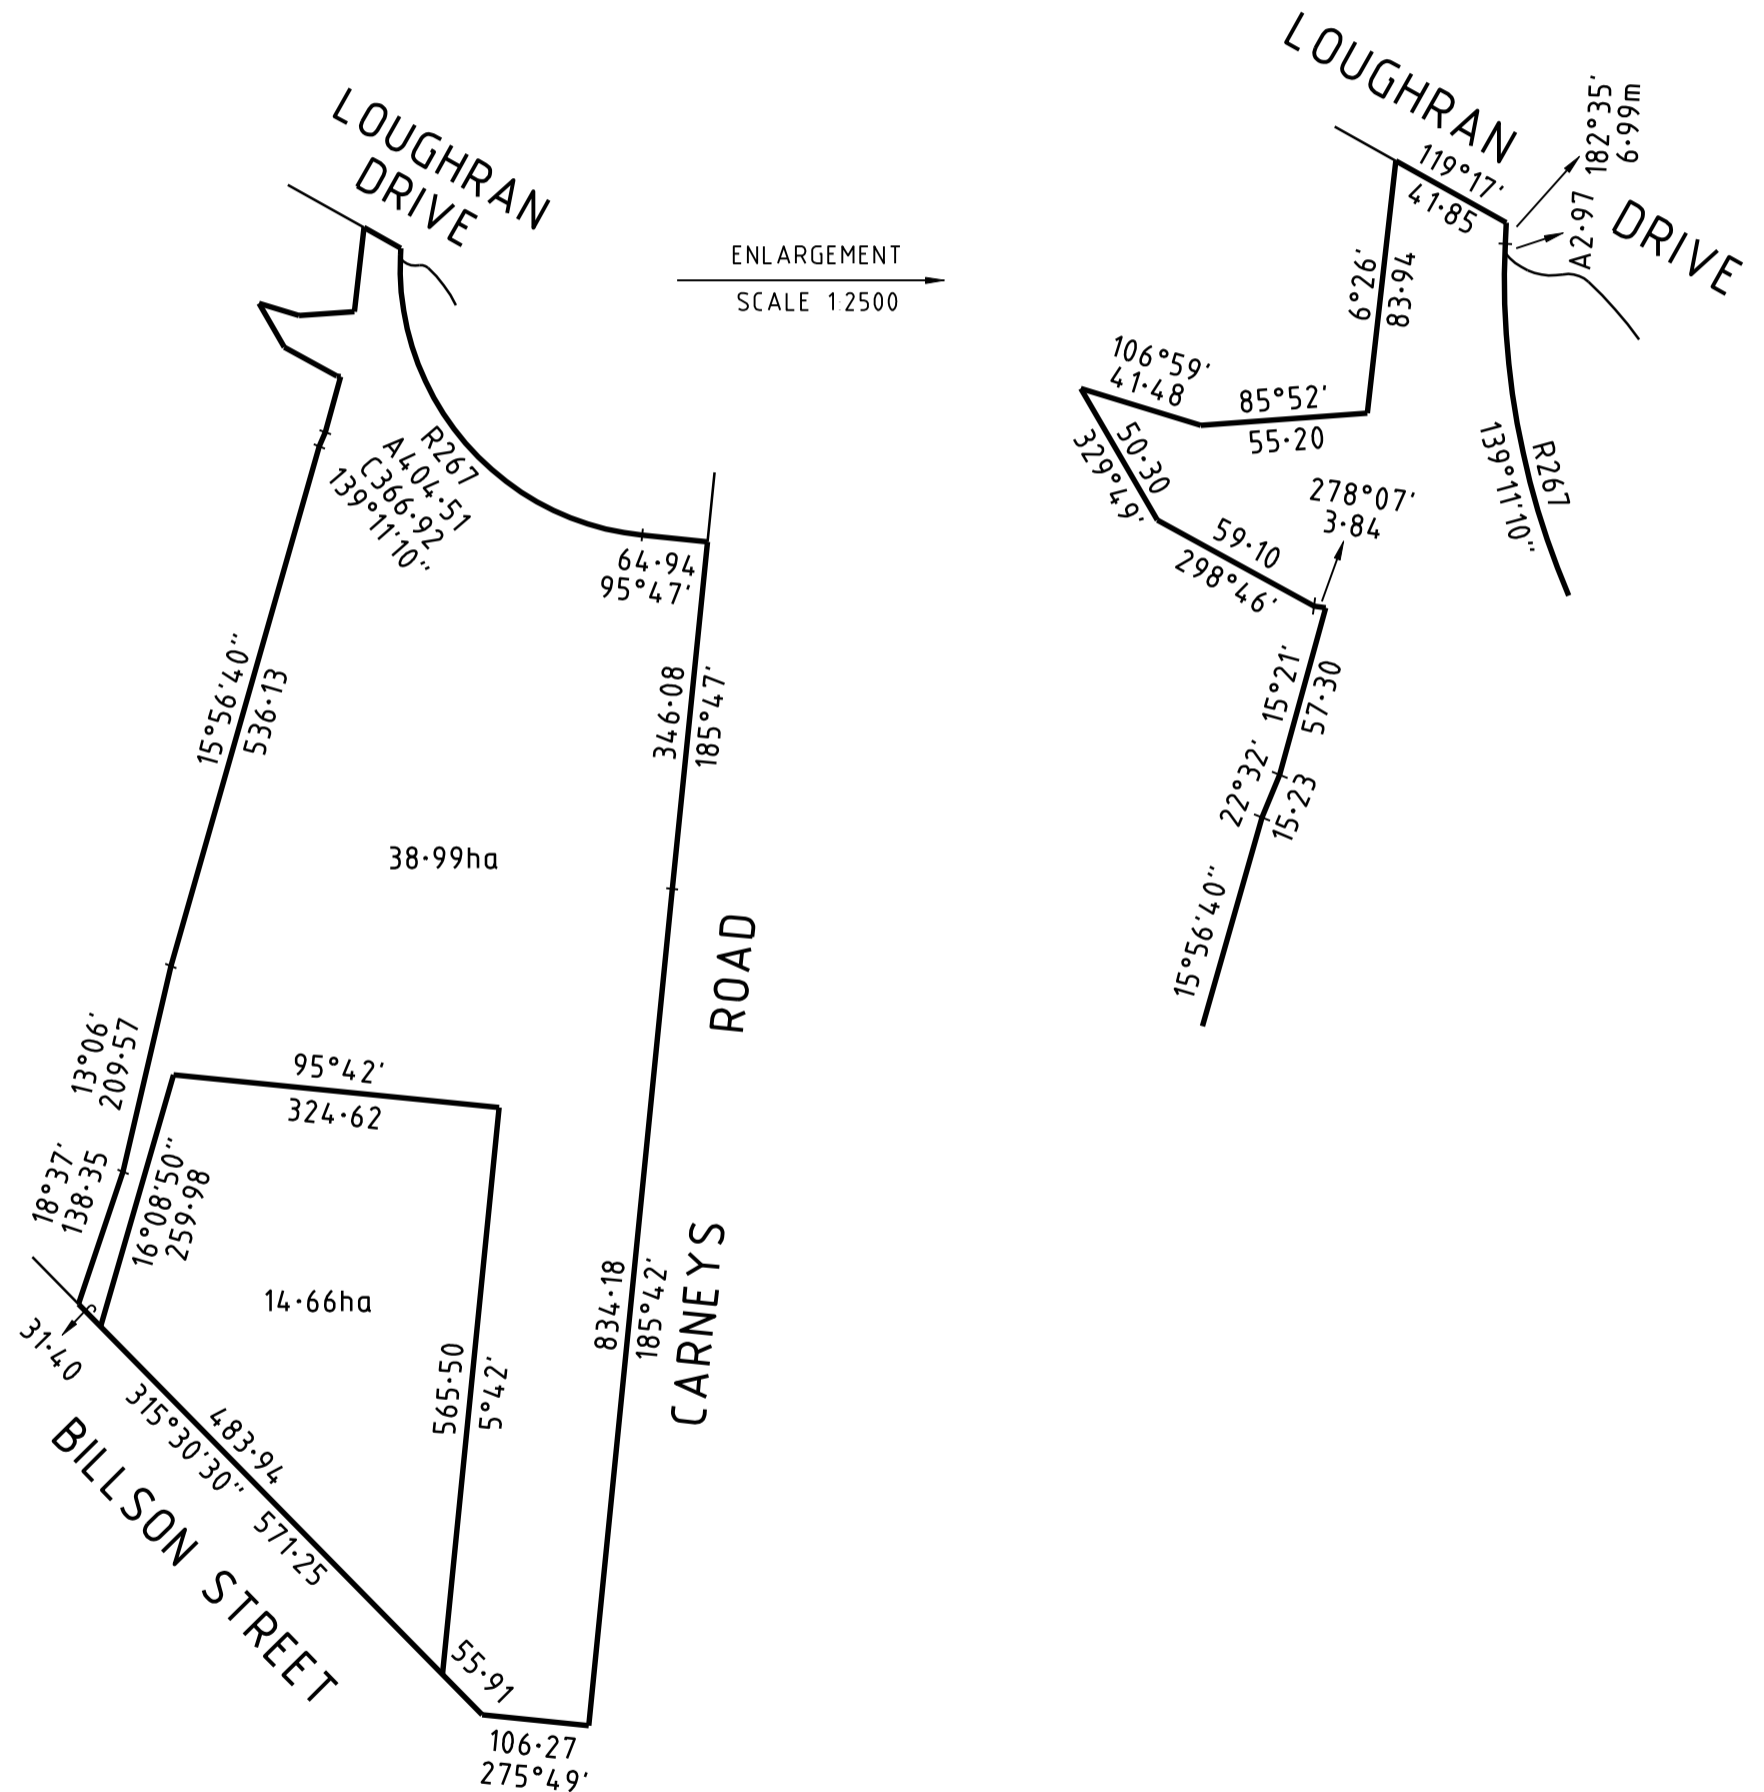 LOUGHRAN
DRIVE
ENLARGEMENT
SCALE 1:2500
R267
A404·51
C366·92
139°11'10"
64·94
95°47'
15°56'40"
536·13
346·08
185°47'
38·99ha
ROAD
13°06'
209·57
95°42'
324·62
18°37'
138·35
16°08'50"
259·98
14·66ha
834·18
185°42'
CARNEYS
31·40
565·50
5°42'
483·94
315°30'30" 571·25
BILLSON STREET
55·91
106·27
275°49'
LOUGHRAN
DRIVE
119°17'
41·85
182°35'
6·99m
A2·97
6°26'
83·94
106°59'
41·48
85°52'
55·20
50·30
329°49'
R267
139°11'10"
278°07'
3·84
59·10
298°46'
15°21'
57·30
22°32'
15·23
15°56'40"